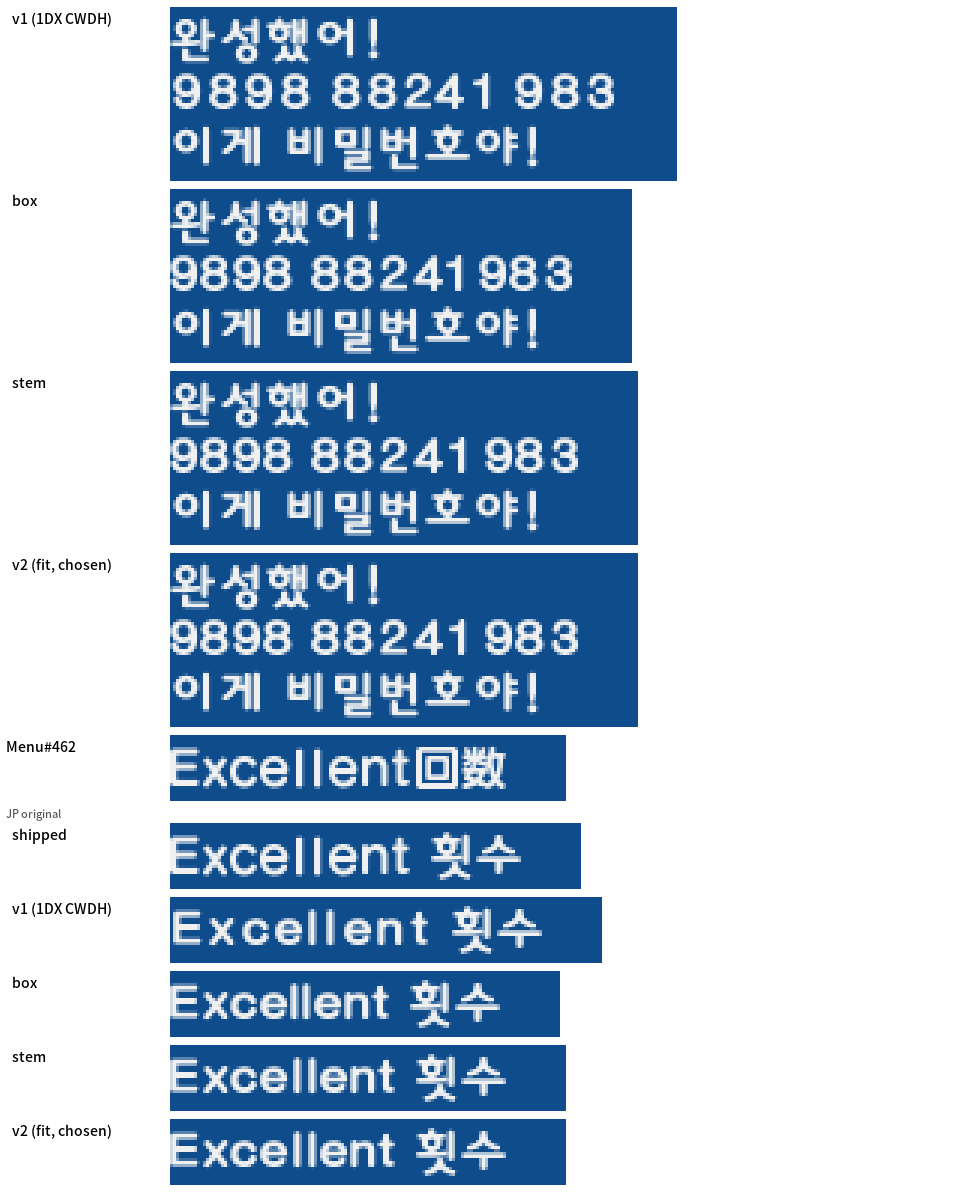 v1 (1DX CWDH)
완성했어!
9898 88241 983
이게 비밀번호야!
box
완성했어!
9898 88241 983
이게 비밀번호야!
stem
완성했어!
9898 88241 983
이게 비밀번호야!
v2 (fit, chosen)
완성했어!
9898 88241 983
이게 비밀번호야!
Menu#462
Excellent回数
JP original
shipped
Excellent 횟수
v1 (1DX CWDH)
Excellent 횟수
box
Excellent 횟수
stem
Excellent 횟수
v2 (fit, chosen)
Excellent 횟수